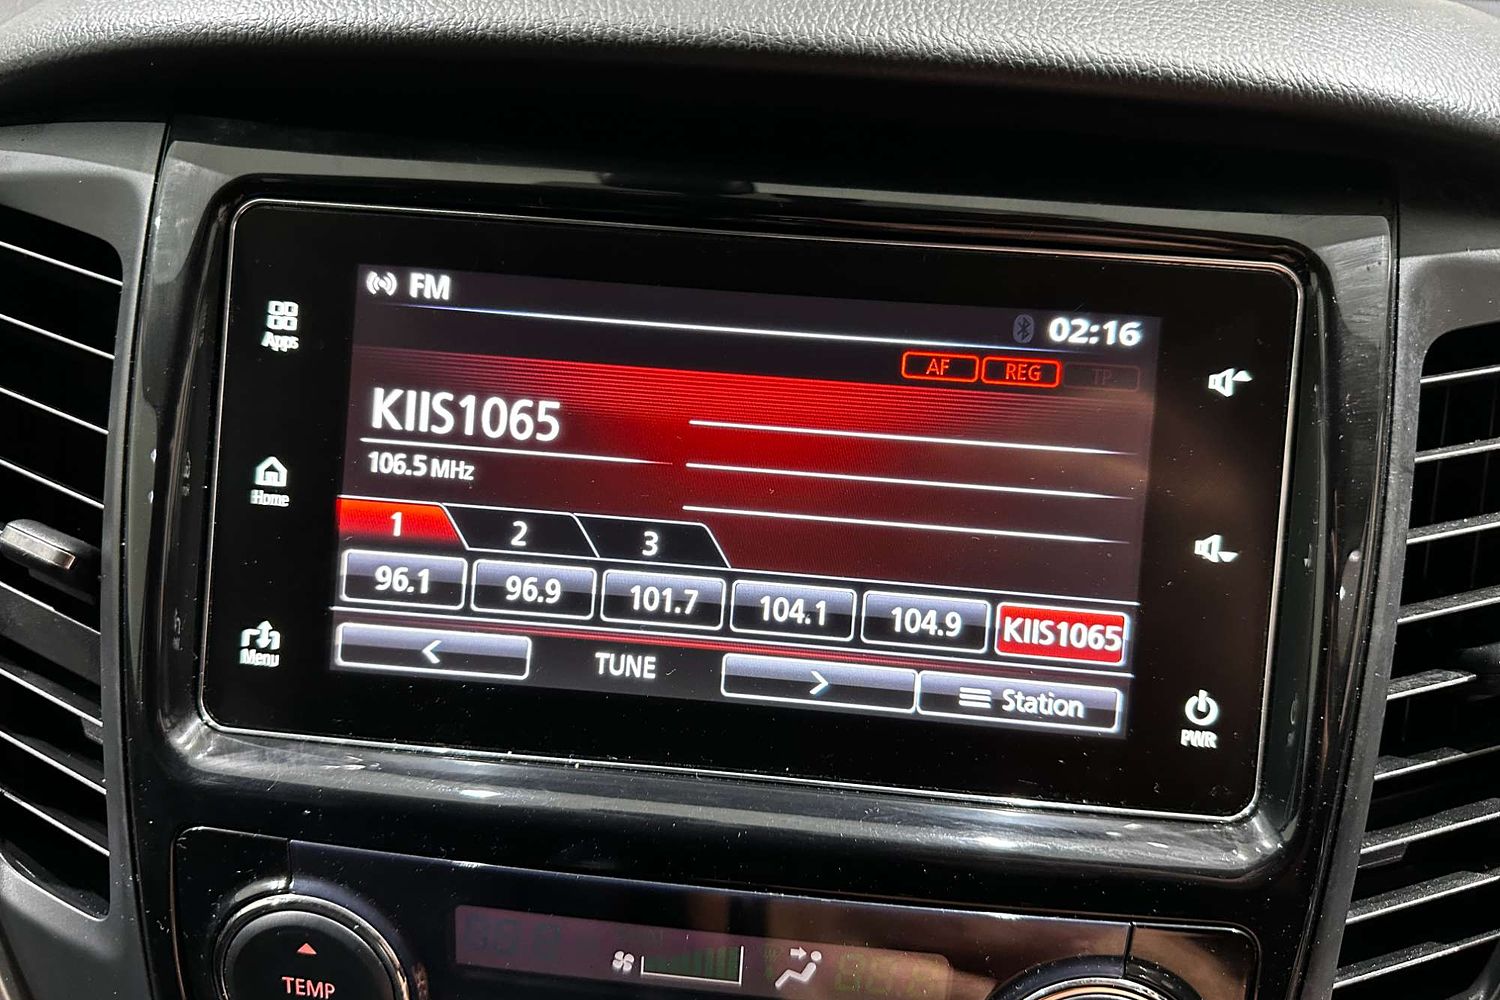 FM
02:16
AF REG TP
Apps
KIIS1065
106.5 MHz
Home
1 2 3
96.1 96.9 101.7 104.1 104.9 KIIS1065
< TUNE > Station
Menu
PWR
TEMP